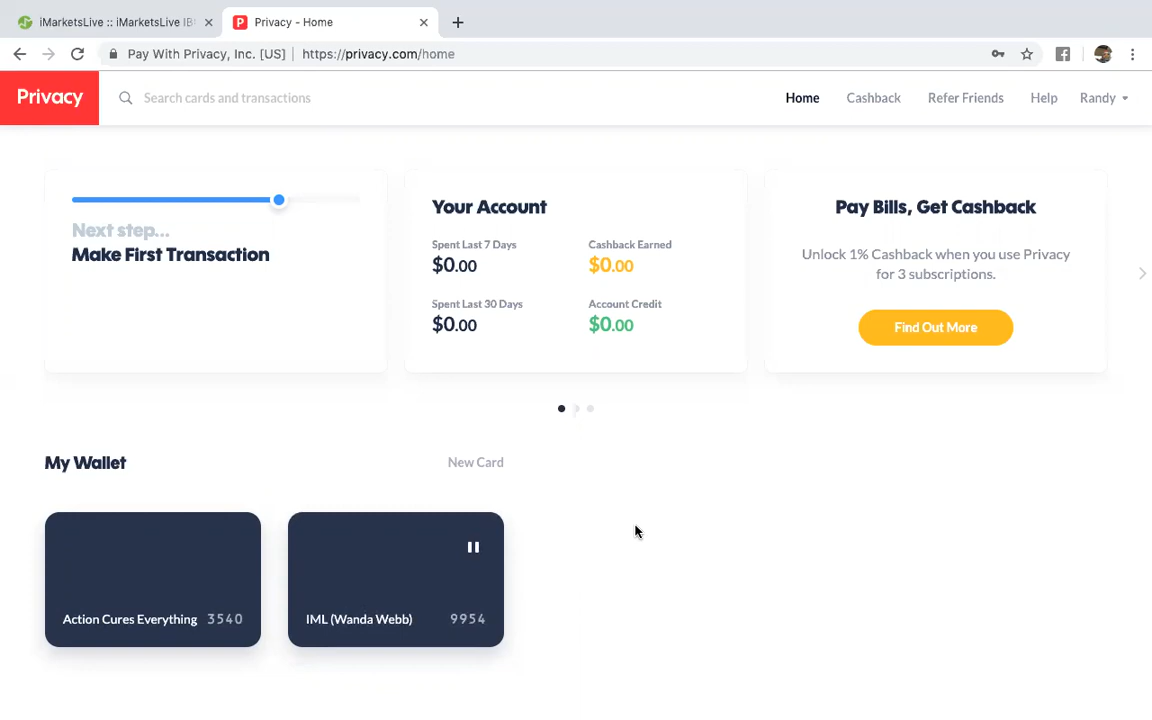 iMarketsLive :: iMarketsLive IB
Privacy - Home
Pay With Privacy, Inc. [US] | https://privacy.com/home
Privacy
Search cards and transactions
Home
Cashback
Refer Friends
Help
Randy
Next step...
Make First Transaction
Your Account
Spent Last 7 Days
Cashback Earned
$0.00
$0.00
Spent Last 30 Days
Account Credit
$0.00
$0.00
Pay Bills, Get Cashback
Unlock 1% Cashback when you use Privacy
for 3 subscriptions.
Find Out More
My Wallet
New Card
Action Cures Everything 3540
IML (Wanda Webb) 9954